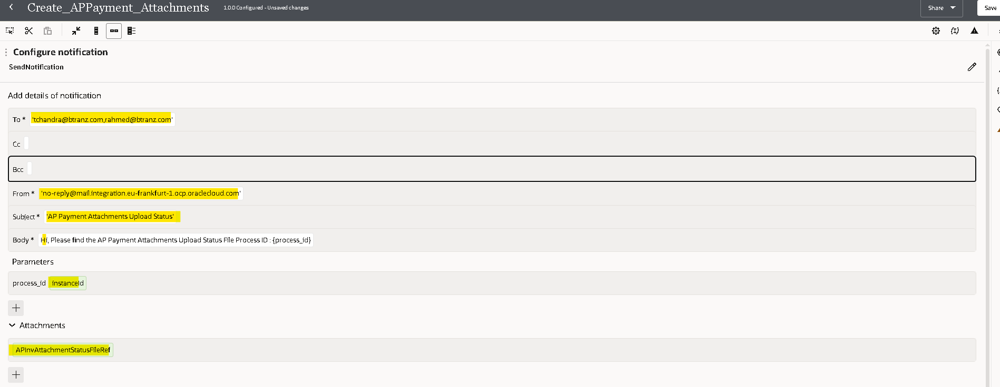 Create_APPayment_Attachments 1.0.0 Configured - Unsaved changes Share Save
Configure notification
SendNotification
Add details of notification
To * 'tchandra@btranz.com,rahmed@btranz.com'
Cc
Bcc
From * 'no-reply@mail.integration.eu-frankfurt-1.ocp.oraclecloud.com'
Subject * 'AP Payment Attachments Upload Status'
Body * Hi, Please find the AP Payment Attachments Upload Status File Process ID : {process_id}
Parameters
process_id instanceId
Attachments
APInvAttachmentStatusFileRef